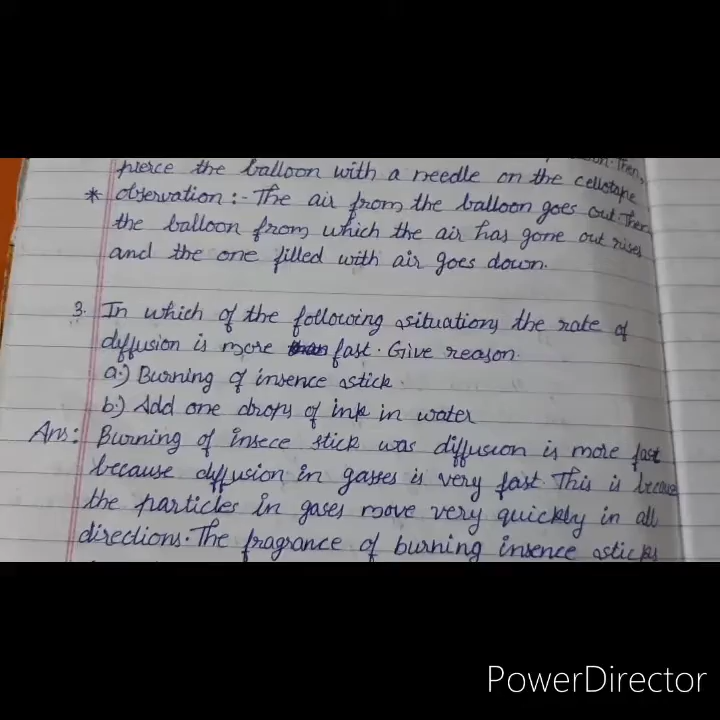 pierce the balloon with a needle on the cellotape
* observation :- The air from the balloon goes out. Then
the balloon from which the air has gone out rises
and the one filled with air goes down.
3. In which of the following situations the rate of
diffusion is more than fast. Give reason.
a.) Burning of insence stick.
b.) Add one drops of ink in water
Ans: Burning of insece stick was diffusion is more fast
because diffusion in gasses is very fast This is because
the particles in gases move very quickly in all
directions. The fragrance of burning insence sticks
PowerDirector